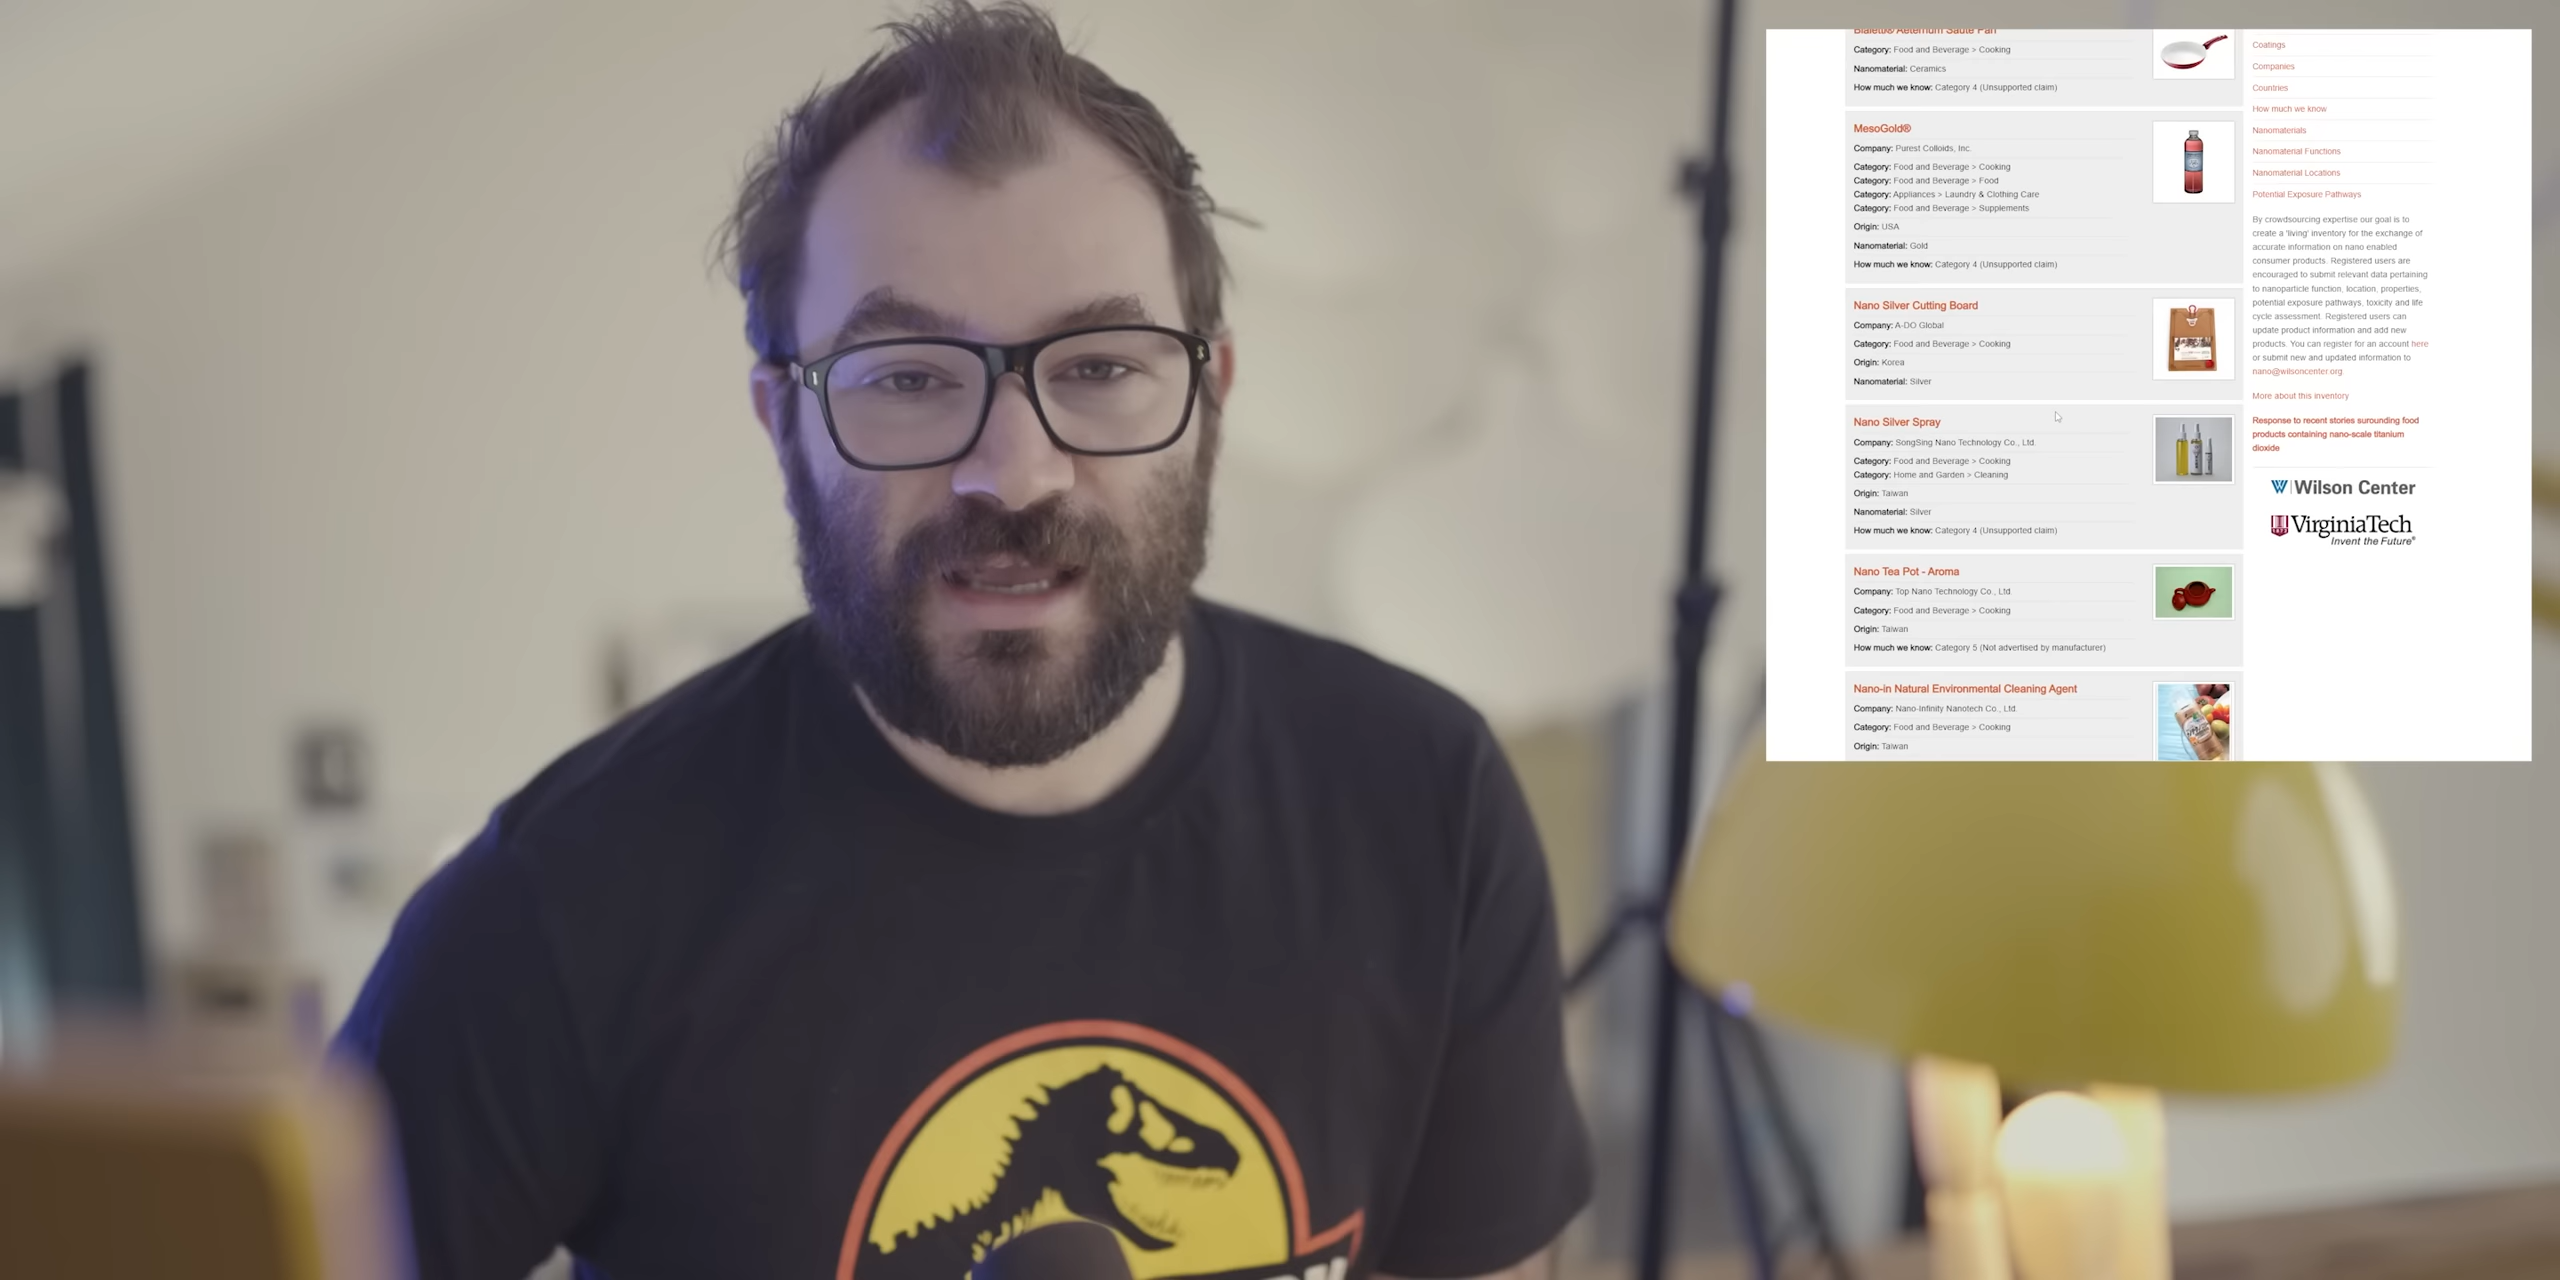 Bialetti® Aeternum Saute Pan
Category: Food and Beverage > Cooking
Nanomaterial: Ceramics
How much we know: Category 4 (Unsupported claim)
MesoGold®
Company: Purest Colloids, Inc.
Category: Food and Beverage > Cooking
Category: Food and Beverage > Food
Category: Appliances > Laundry & Clothing Care
Category: Food and Beverage > Supplements
Origin: USA
Nanomaterial: Gold
How much we know: Category 4 (Unsupported claim)
Nano Silver Cutting Board
Company: A-DO Global
Category: Food and Beverage > Cooking
Origin: Korea
Nanomaterial: Silver
Nano Silver Spray
Company: SongSing Nano Technology Co., Ltd.
Category: Food and Beverage > Cooking
Category: Home and Garden > Cleaning
Origin: Taiwan
Nanomaterial: Silver
How much we know: Category 4 (Unsupported claim)
Nano Tea Pot - Aroma
Company: Top Nano Technology Co., Ltd.
Category: Food and Beverage > Cooking
Origin: Taiwan
How much we know: Category 5 (Not advertised by manufacturer)
Nano-in Natural Environmental Cleaning Agent
Company: Nano-Infinity Nanotech Co., Ltd.
Category: Food and Beverage > Cooking
Origin: Taiwan
Coatings
Companies
Countries
How much we know
Nanomaterials
Nanomaterial Functions
Nanomaterial Locations
Potential Exposure Pathways
By crowdsourcing expertise our goal is to
create a 'living' inventory for the exchange of
accurate information on nano enabled
consumer products. Registered users are
encouraged to submit relevant data pertaining
to nanoparticle function, location, properties,
potential exposure pathways, toxicity and life
cycle assessment. Registered users can
update product information and add new
products. You can register for an account here
or submit new and updated information to
nano@wilsoncenter.org
More about this inventory
Response to recent stories surounding food
products containing nano-scale titanium
dioxide
Wilson Center
VirginiaTech
Invent the Future®